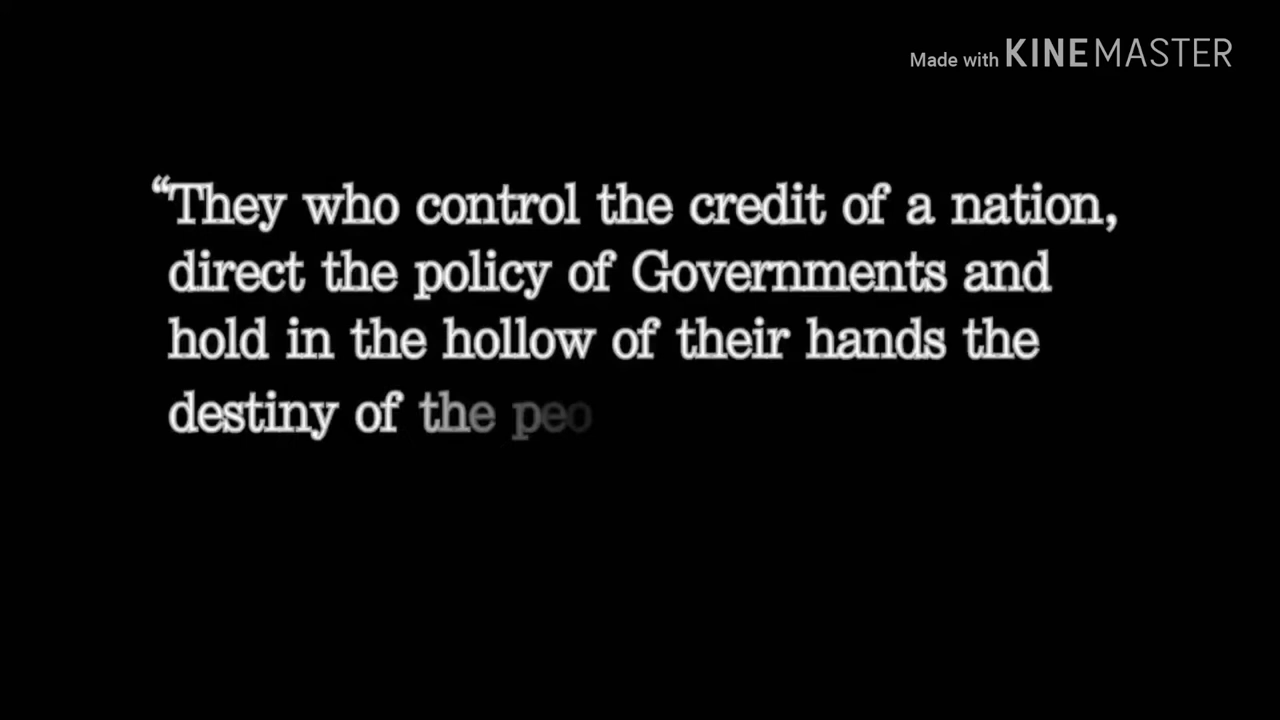 Made with KINEMASTER
“They who control the credit of a nation,
direct the policy of Governments and
hold in the hollow of their hands the
destiny of the peo